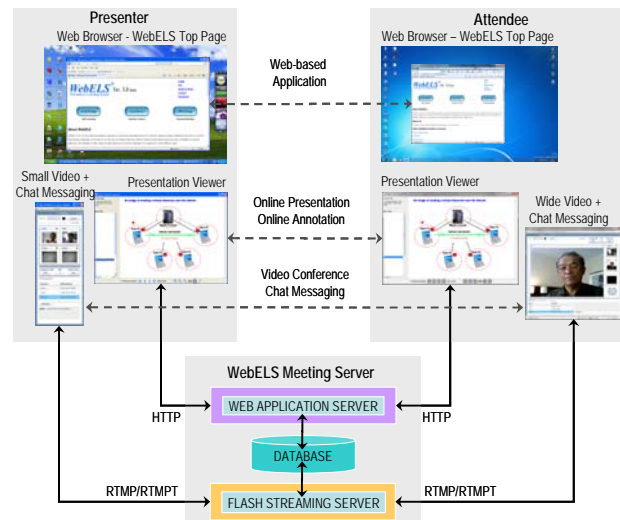 Presenter
Web Browser - WebELS Top Page
Attendee
Web Browser – WebELS Top Page
Web-based
Application
WebELS
Small Video +
Chat Messaging
Presentation Viewer
Online Presentation
Online Annotation
Presentation Viewer
Wide Video +
Chat Messaging
Video Conference
Chat Messaging
WebELS Meeting Server
HTTP
WEB APPLICATION SERVER
HTTP
DATABASE
RTMP/RTMPT
FLASH STREAMING SERVER
RTMP/RTMPT